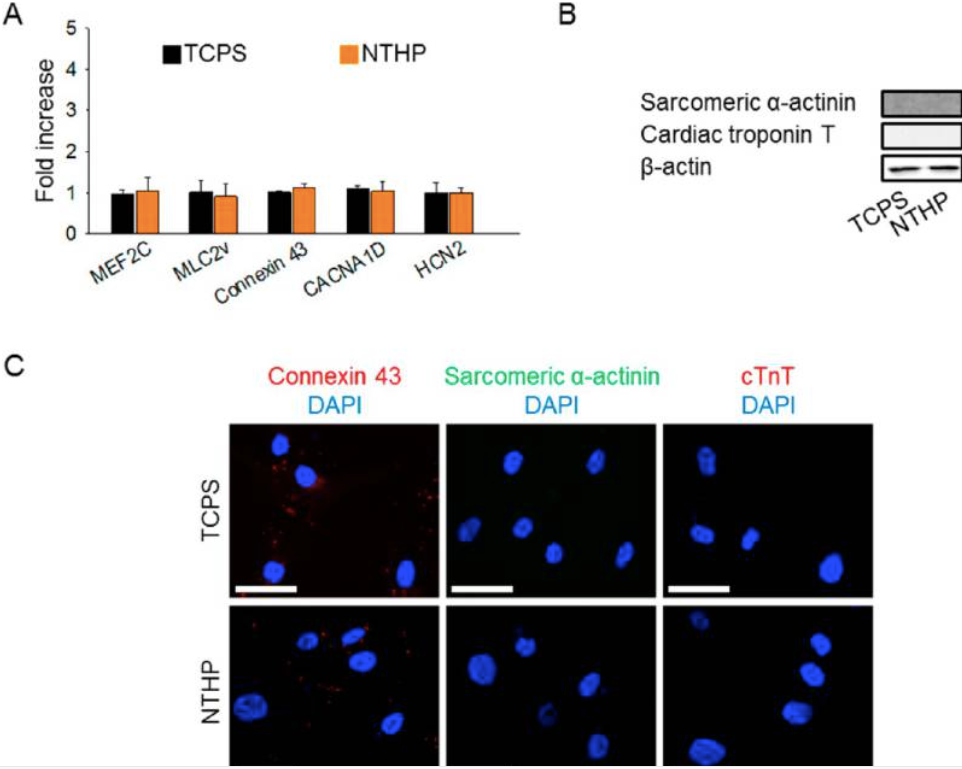 A
5
4
3
2
1
0
Fold increase
TCPS
NTHP
MEF2C
MLC2v
Connexin 43
CACNA1D
HCN2
B
Sarcomeric α-actinin
Cardiac troponin T
β-actin
TCPS
NTHP
C
Connexin 43
DAPI
Sarcomeric α-actinin
DAPI
cTnT
DAPI
TCPS
NTHP